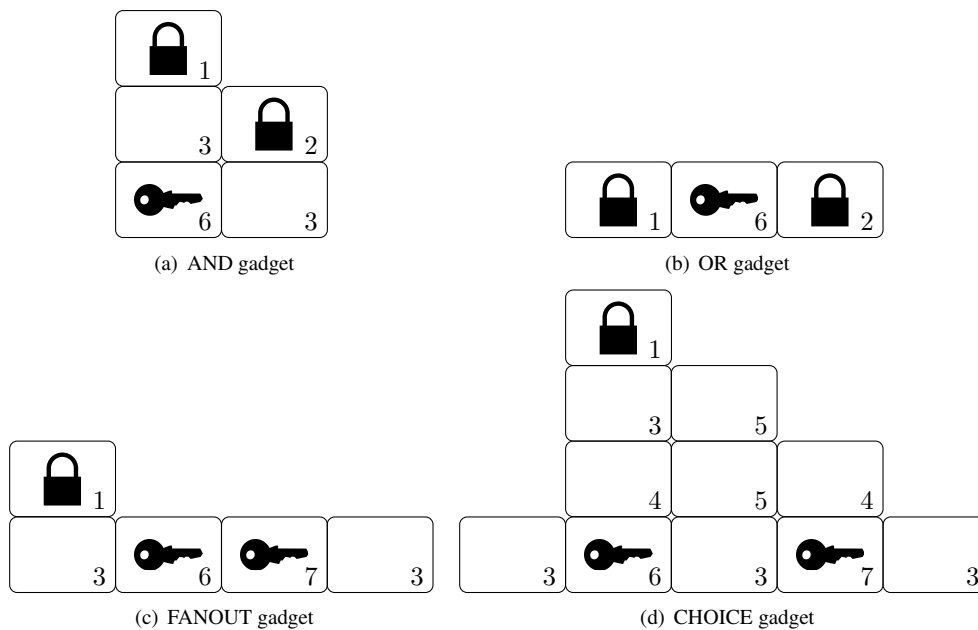 1
3 2
6 3
(a) AND gadget
1 6 2
(b) OR gadget
1
3 6 7 3
(c) FANOUT gadget
1
3 5
4 5 4
3 6 3 7 3
(d) CHOICE gadget